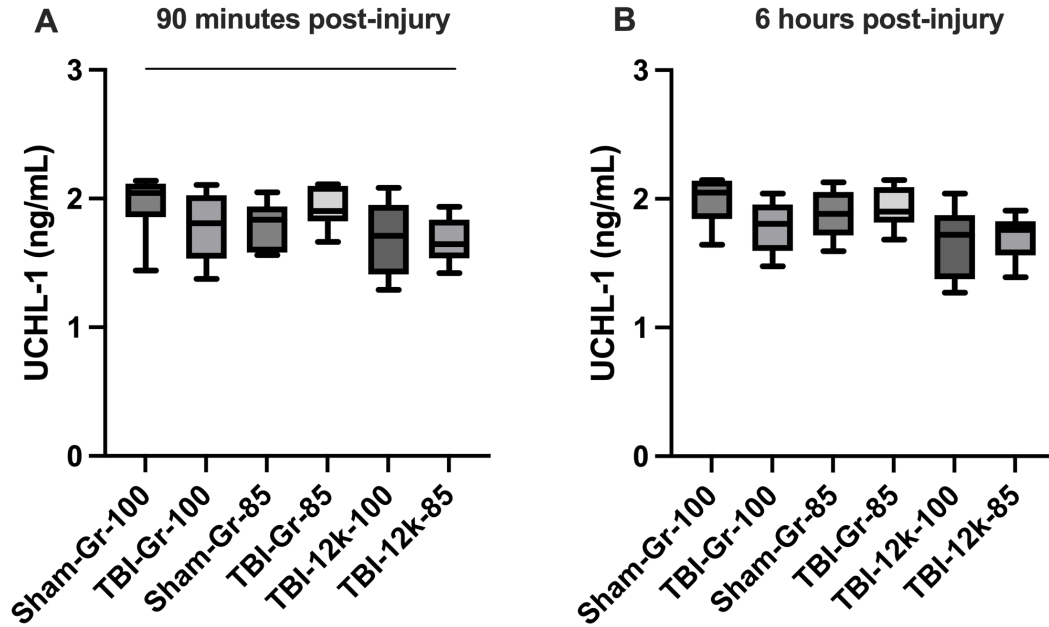 A
90 minutes post-injury
UCHL-1 (ng/mL)
3
2
1
0
Sham-Gr-100
TBI-Gr-100
Sham-Gr-85
TBI-Gr-85
TBI-12k-100
TBI-12k-85
B
6 hours post-injury
UCHL-1 (ng/mL)
3
2
1
0
Sham-Gr-100
TBI-Gr-100
Sham-Gr-85
TBI-Gr-85
TBI-12k-100
TBI-12k-85